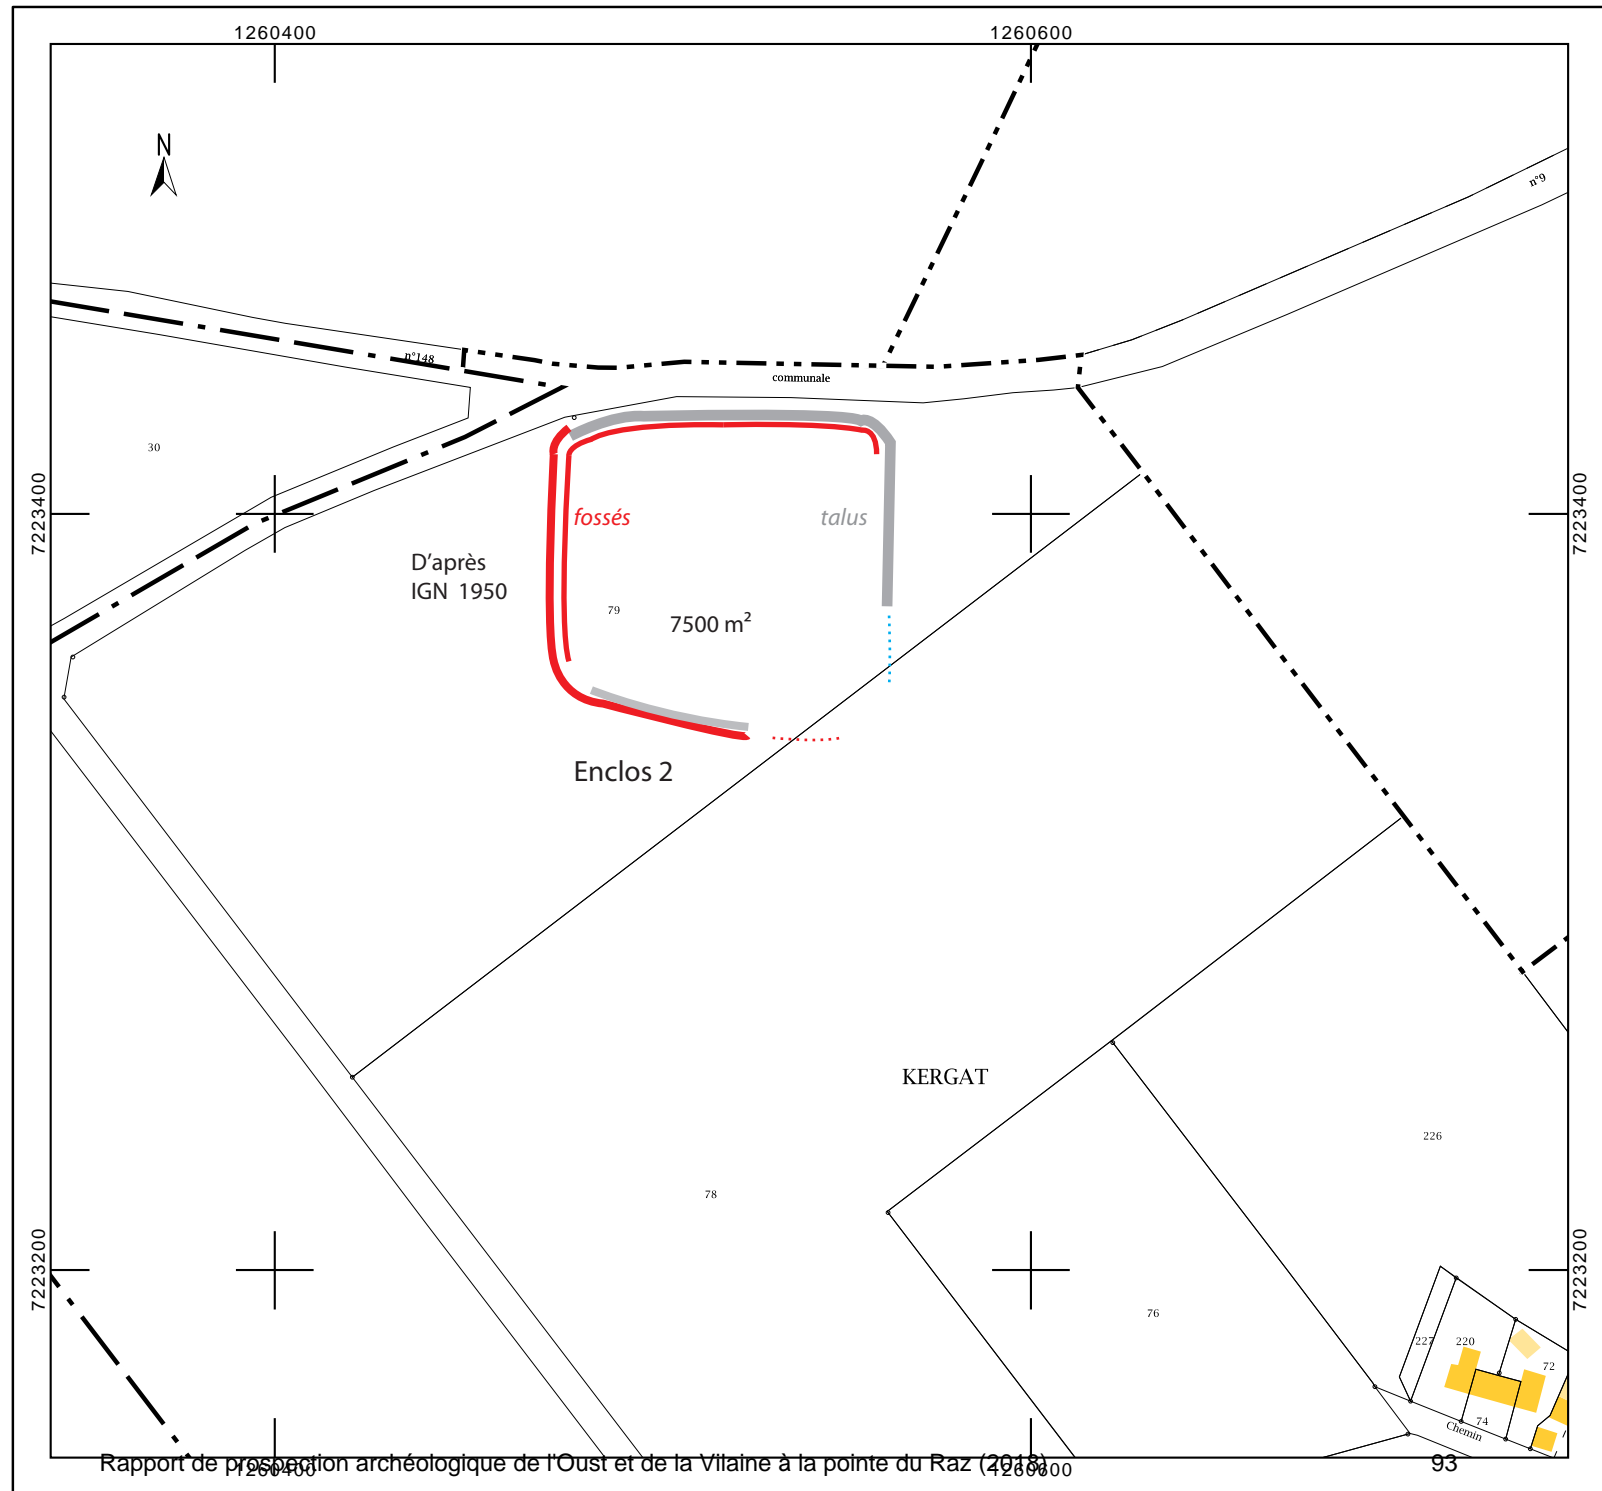 1260400
1260600
N
n°9
n°148
communale
30
7223400
7223400
fossés
talus
D'après
IGN 1950
79
7500 m²
Enclos 2
KERGAT
226
78
7223200
7223200
76
227
220
72
74
Chemin
Rapport de prospection archéologique de l'Oust et de la Vilaine à la pointe du Raz (2018)
93
1260400
1260600